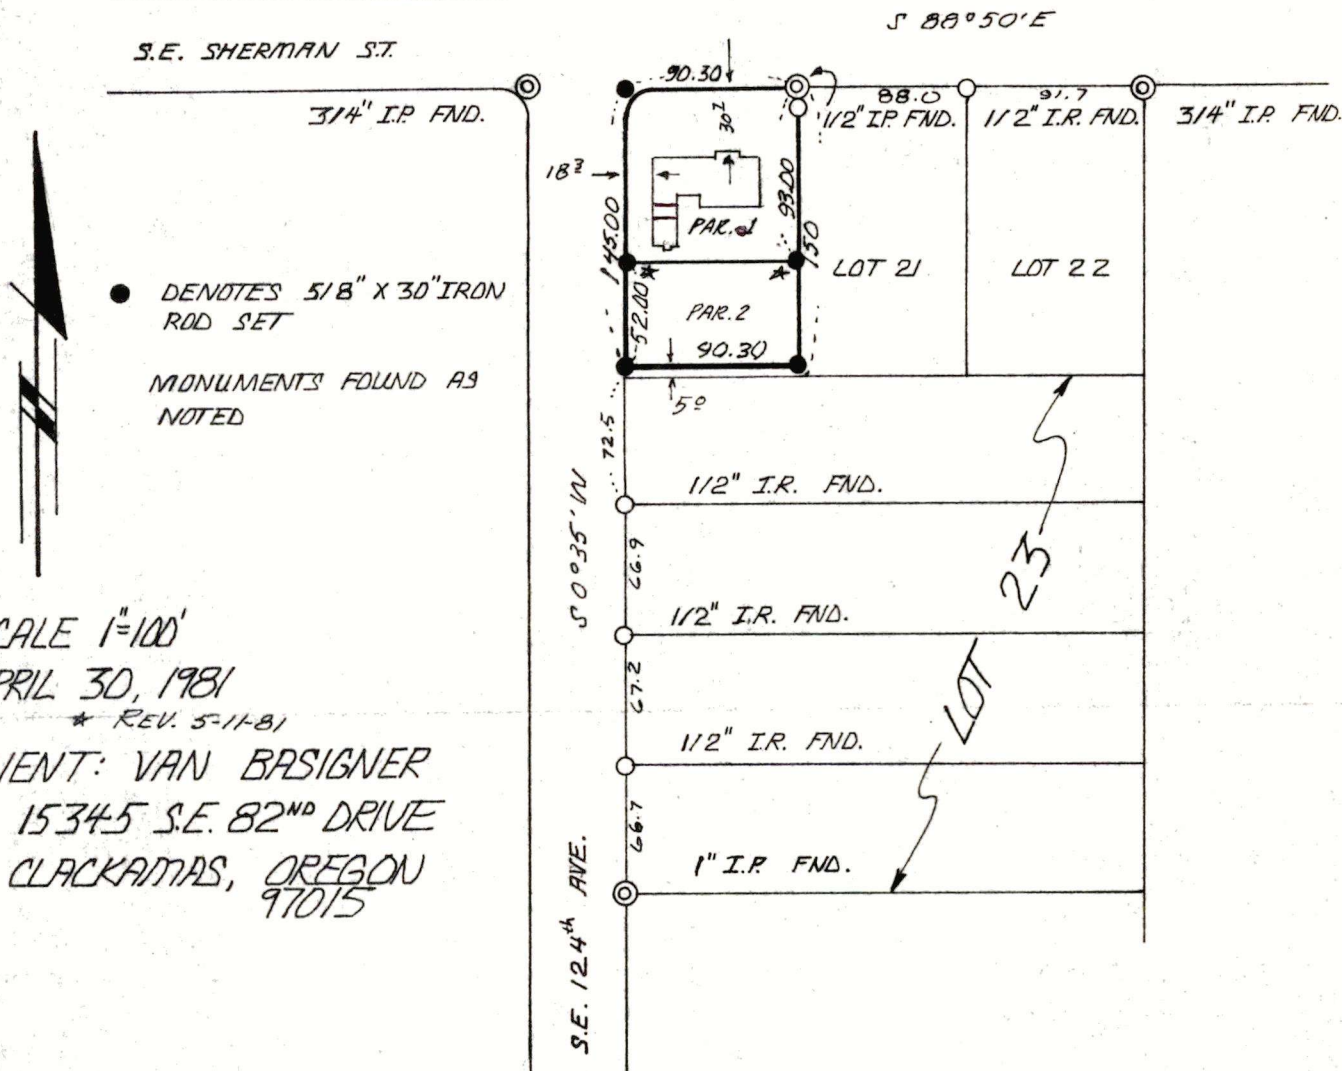 S 88°50'E
S.E. SHERMAN ST.
90.30
88.0
91.7
3/4" I.P. FND.
1/2" I.P. FND.
1/2" I.R. FND.
3/4" I.P. FND.
30²
18³
93.00
PAR. 1
145.00
150
LOT 21
LOT 22
● DENOTES 5/8" X 30" IRON
ROD SET
★
★
52.00
PAR. 2
90.30
MONUMENTS FOUND AS
NOTED
5⁰
72.5
1/2" I.R. FND.
S 0°35'W
66.9
LOT 23
1/2" I.R. FND.
CALE 1"=100'
PRIL 30, 1981
★ REV. 5-11-81
67.2
1/2" I.R. FND.
IENT: VAN BASIGNER
15345 S.E. 82ND DRIVE
CLACKAMAS, OREGON
97015
66.7
1" I.P. FND.
S.E. 124th AVE.